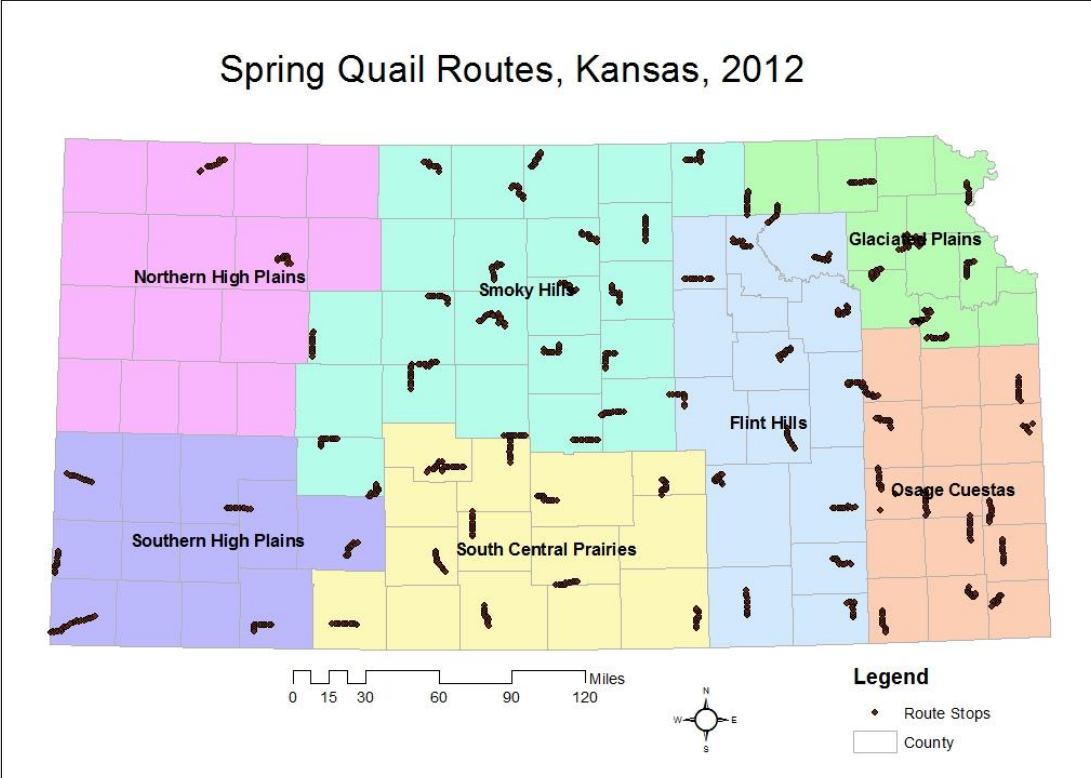 Spring Quail Routes, Kansas, 2012
Glaciated Plains
Northern High Plains
Smoky Hills
Flint Hills
Osage Cuestas
Southern High Plains
South Central Prairies
Miles
0 15 30 60 90 120
N
W E
S
Legend
Route Stops
County